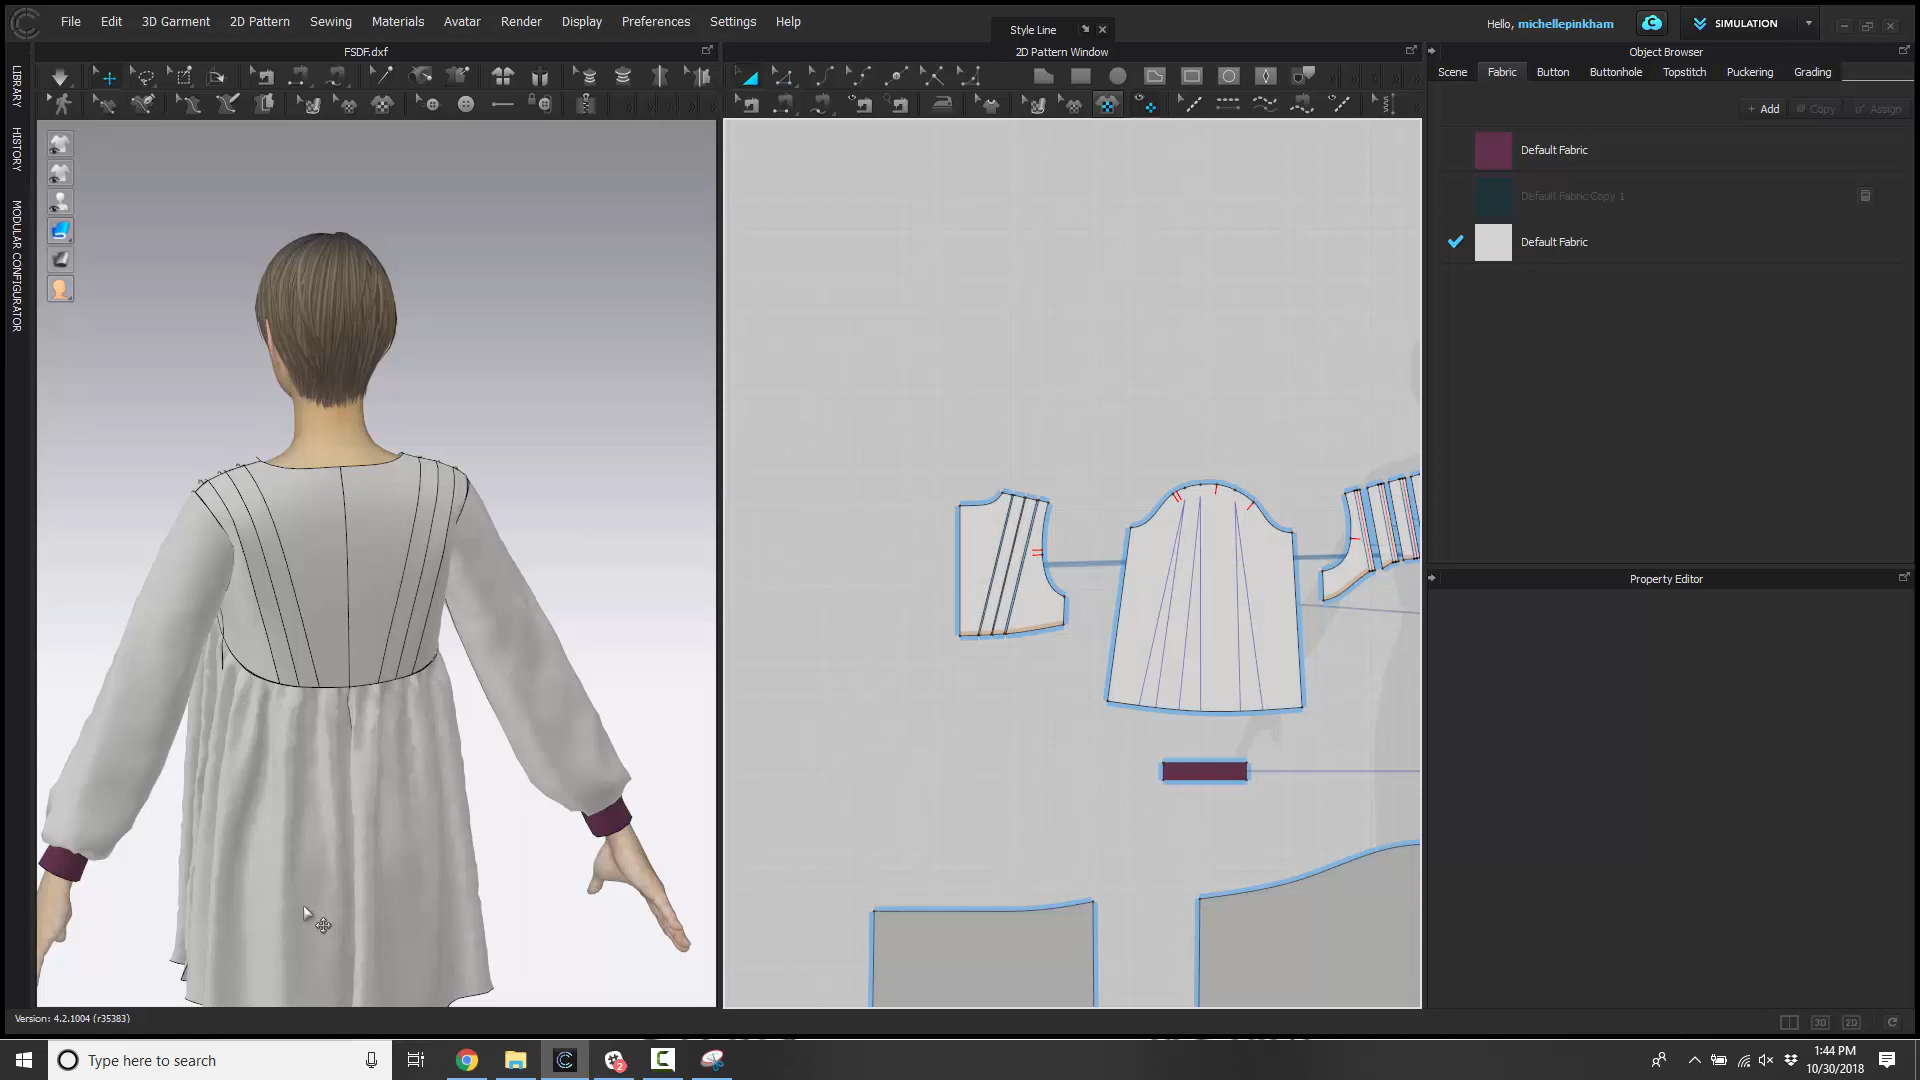 File Edit 3D Garment 2D Pattern Sewing Materials Avatar Render Display Preferences Settings Help
Style Line
Hello, michellepinkham
SIMULATION
FSDF.dxf
2D Pattern Window
Object Browser
Scene Fabric Button Buttonhole Topstitch Puckering Grading
+ Add Copy Assign
Default Fabric
Default Fabric Copy 1
Default Fabric
LIBRARY
HISTORY
MODULAR CONFIGURATOR
Property Editor
Version: 4.2.1004 (r35383)
3D 2D
Type here to search
2
1:44 PM
10/30/2018